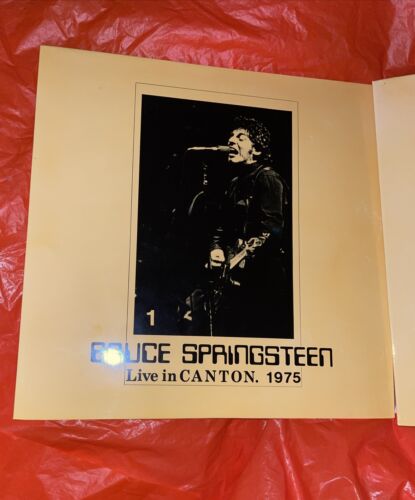 1
BRUCE SPRINGSTEEN
Live in CANTON. 1975